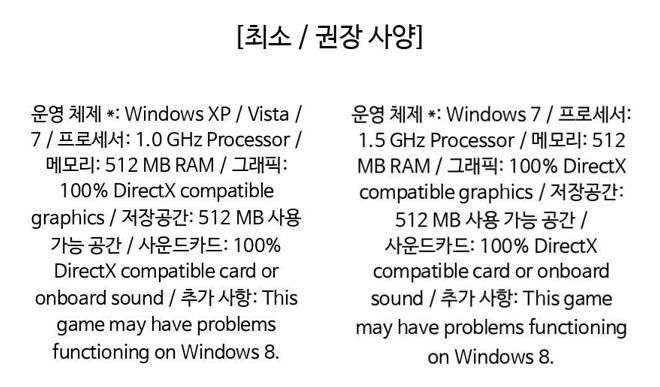 [최소 / 권장 사양]
운영 체제 *: Windows XP / Vista /
7 / 프로세서: 1.0 GHz Processor /
메모리: 512 MB RAM / 그래픽:
100% DirectX compatible
graphics / 저장공간: 512 MB 사용
가능 공간 / 사운드카드: 100%
DirectX compatible card or
onboard sound / 추가 사항: This
game may have problems
functioning on Windows 8.
운영 체제 *: Windows 7 / 프로세서:
1.5 GHz Processor / 메모리: 512
MB RAM / 그래픽: 100% DirectX
compatible graphics / 저장공간:
512 MB 사용 가능 공간 /
사운드카드: 100% DirectX
compatible card or onboard
sound / 추가 사항: This game
may have problems functioning
on Windows 8.